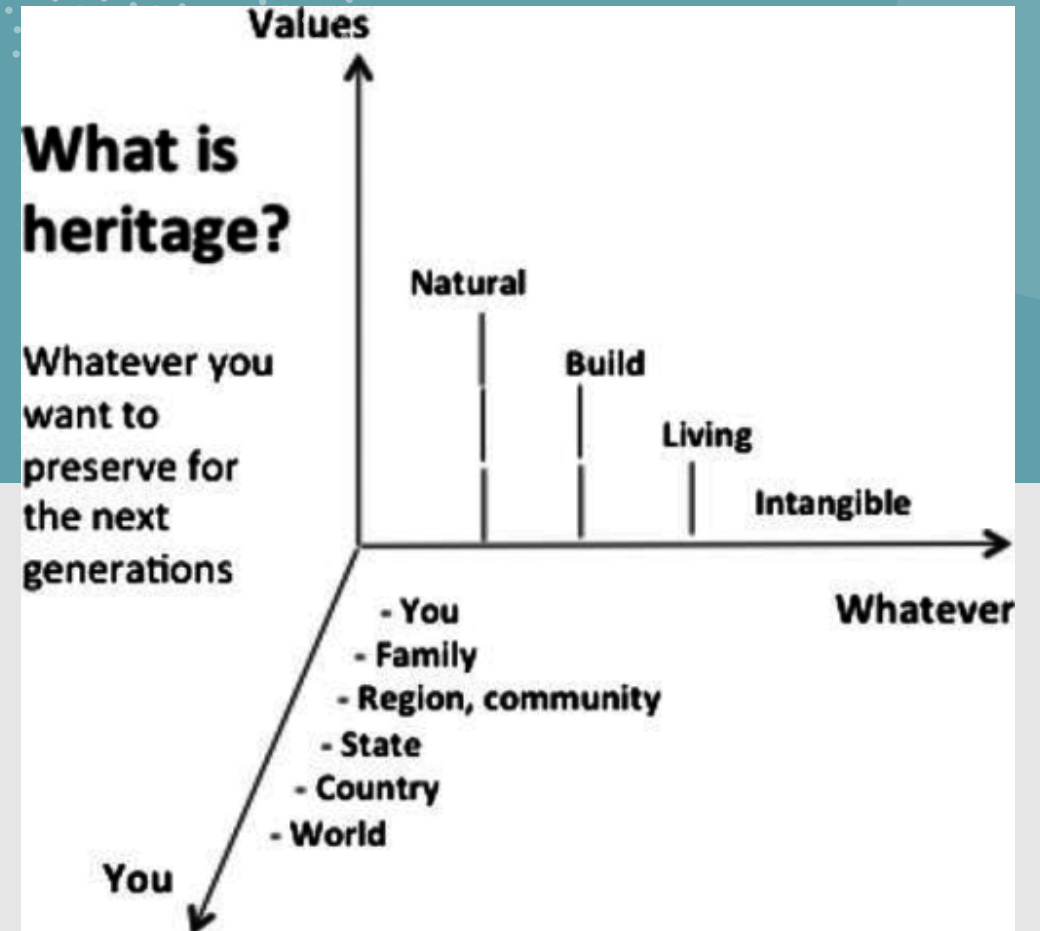 Values
What is
heritage?
Whatever you
want to
preserve for
the next
generations
Natural
Build
Living
Intangible
Whatever
- You
- Family
- Region, community
- State
- Country
- World
You